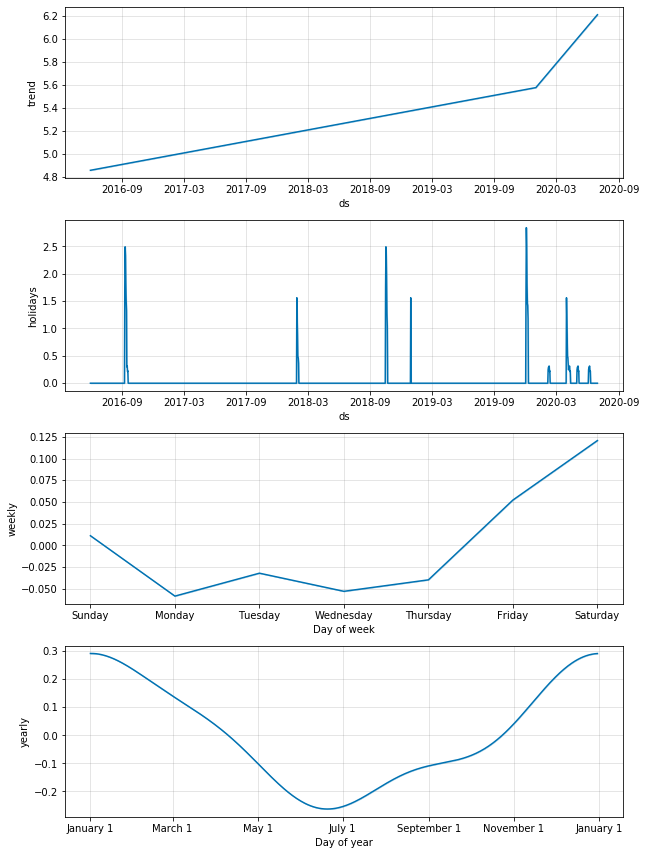 6.2
6.0
5.8
5.6
5.4
5.2
5.0
4.8
trend
2016-09 2017-03 2017-09 2018-03 2018-09 2019-03 2019-09 2020-03 2020-09
ds
2.5
2.0
1.5
1.0
0.5
0.0
holidays
2016-09 2017-03 2017-09 2018-03 2018-09 2019-03 2019-09 2020-03 2020-09
ds
0.125
0.100
0.075
0.050
0.025
0.000
−0.025
−0.050
weekly
Sunday Monday Tuesday Wednesday Thursday Friday Saturday
Day of week
0.3
0.2
0.1
0.0
−0.1
−0.2
yearly
January 1 March 1 May 1 July 1 September 1 November 1 January 1
Day of year